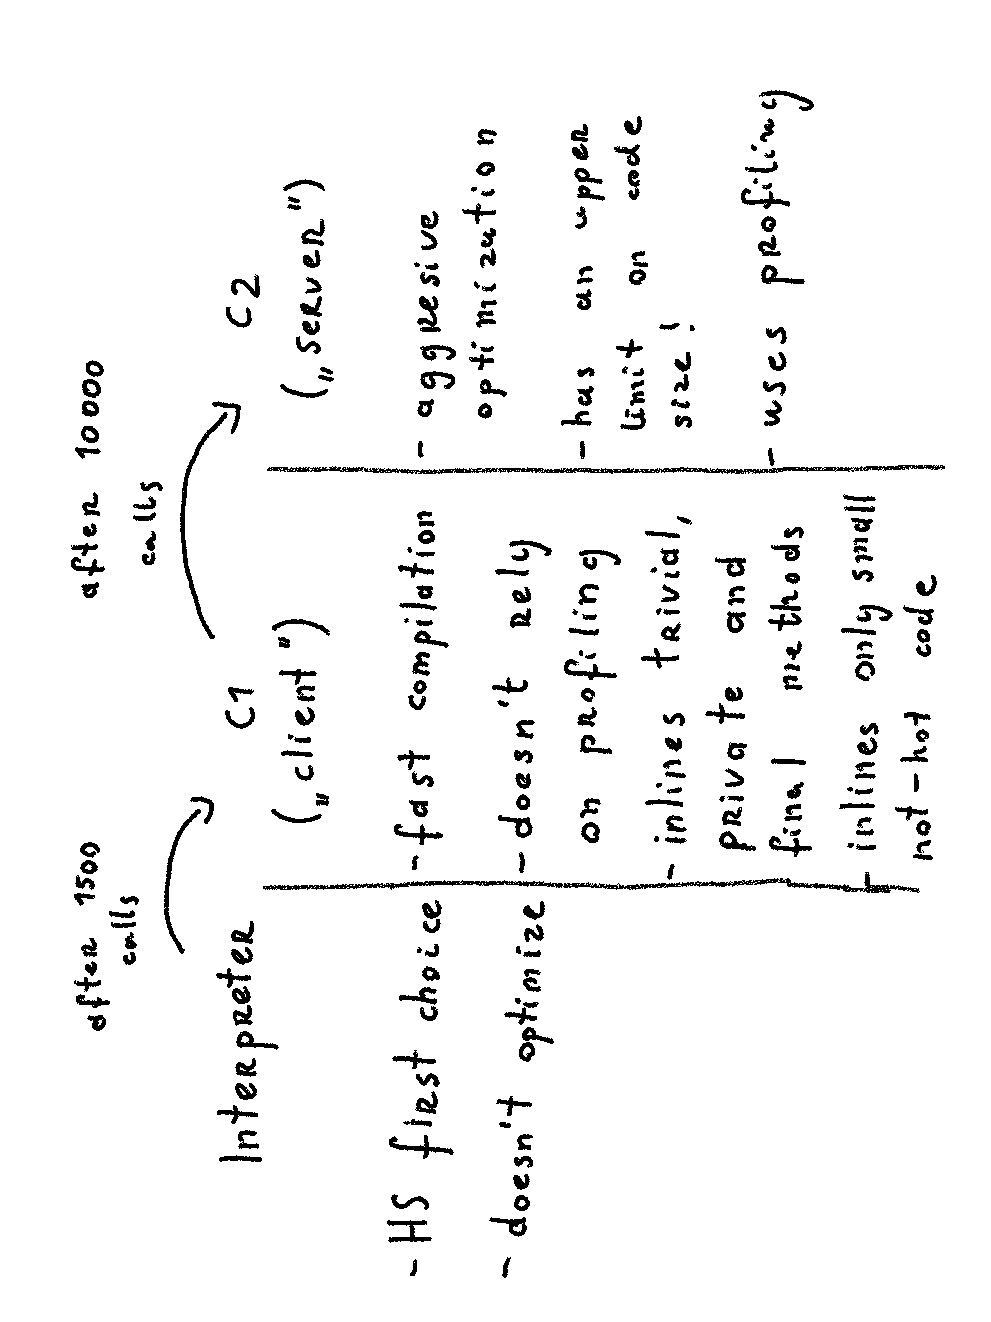 after 1500
calls
after 10000
calls
Interpreter
C1
(„client")
C2
(„server")
- HS first choice
- doesn't optimize
- fast compilation
- doesn't rely
on profiling
- inlines trivial,
private and
final methods
- inlines only small
not-hot code
- aggresive
optimization
- has an upper
limit on code
size!
- uses profiling